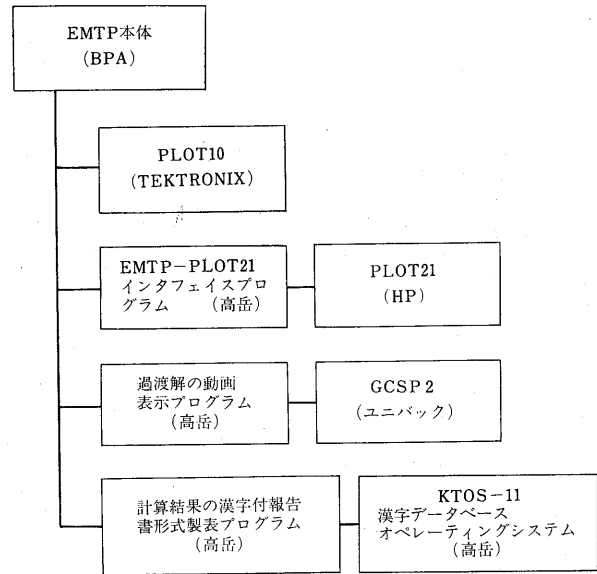 EMTP本体
(BPA)
PLOT10
(TEKTRONIX)
EMTP-PLOT21
インタフェイスプロ
グラム (高岳)
PLOT21
(HP)
過渡解の動画
表示プログラム
(高岳)
GCSP2
(ユニバック)
計算結果の漢字付報告
書形式製表プログラム
(高岳)
KTOS-11
漢字データベース
オペレーティングシステム
(高岳)